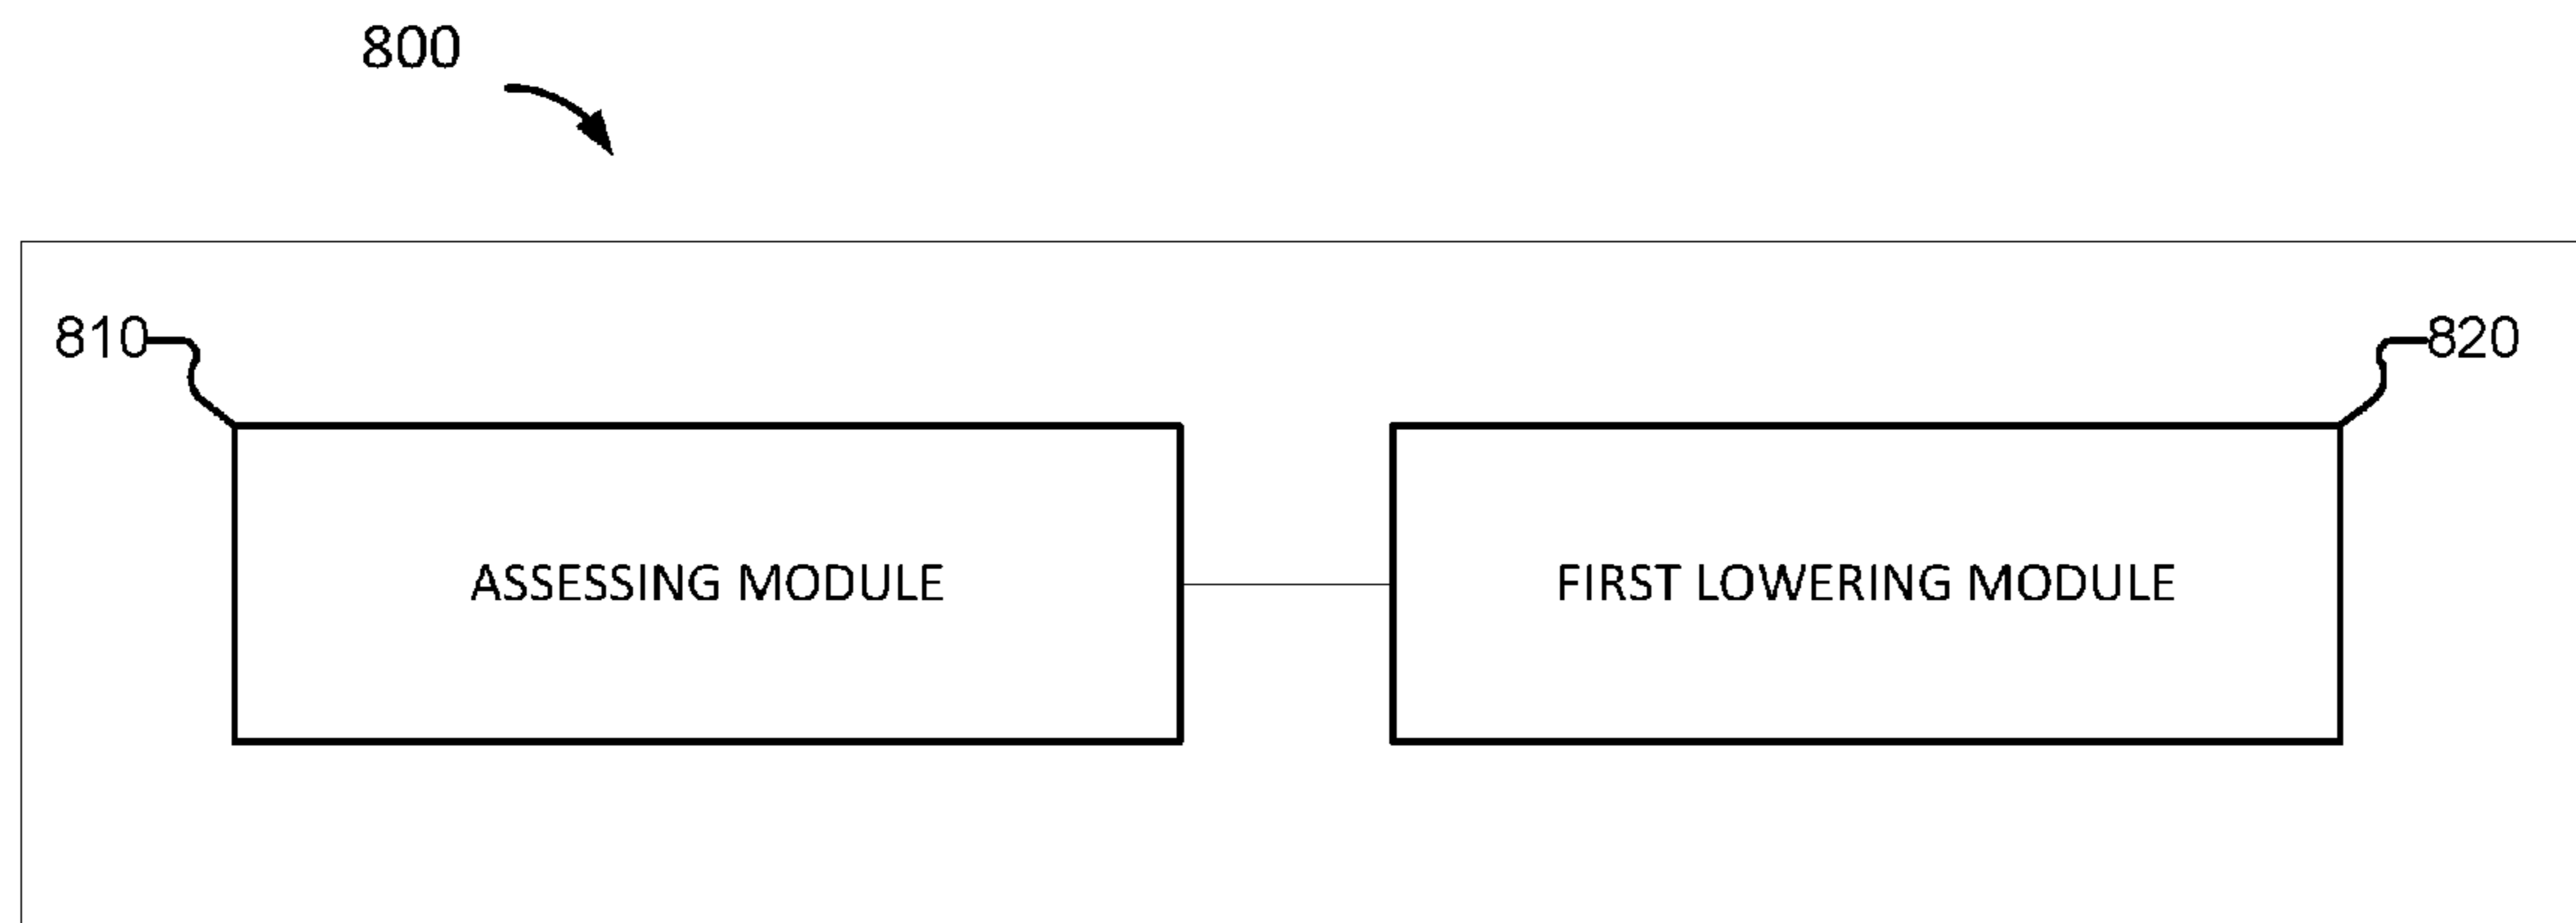 800
810
820
ASSESSING MODULE
FIRST LOWERING MODULE